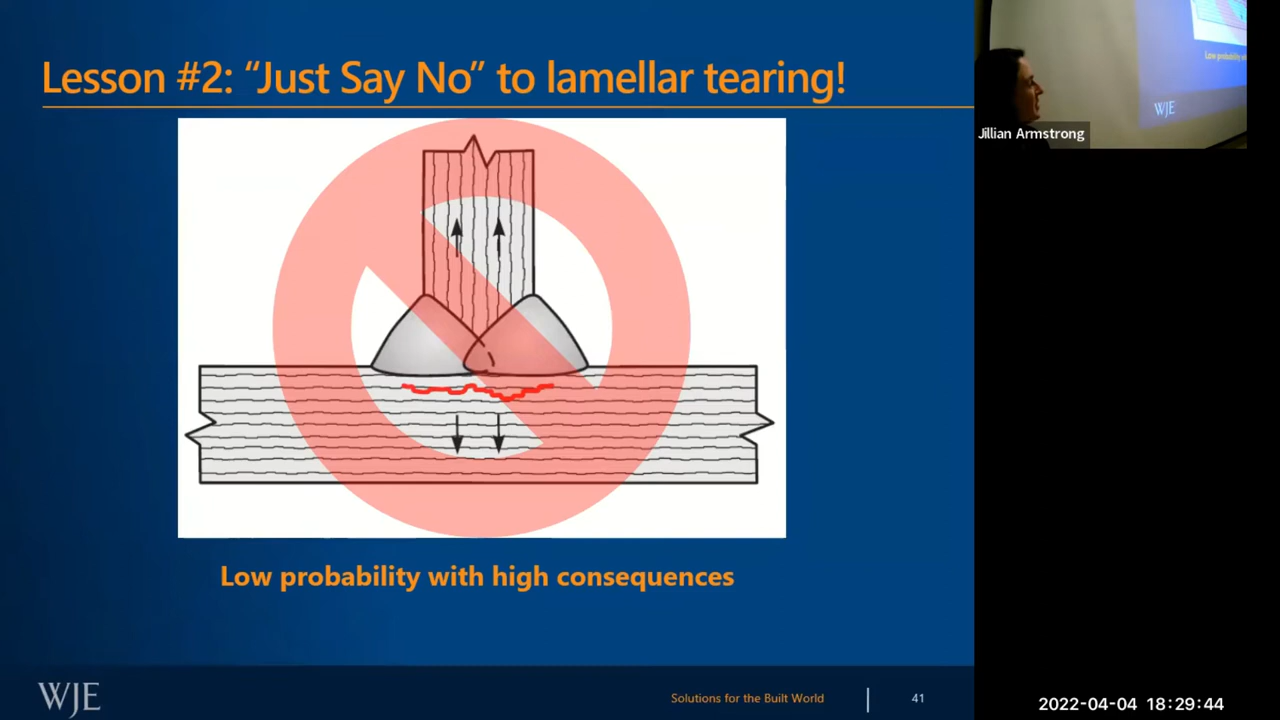 Lesson #2: “Just Say No” to lamellar tearing!
Low probability with high consequences
WJE
Solutions for the Built World
41
WJE
Jillian Armstrong
2022-04-04 18:29:44